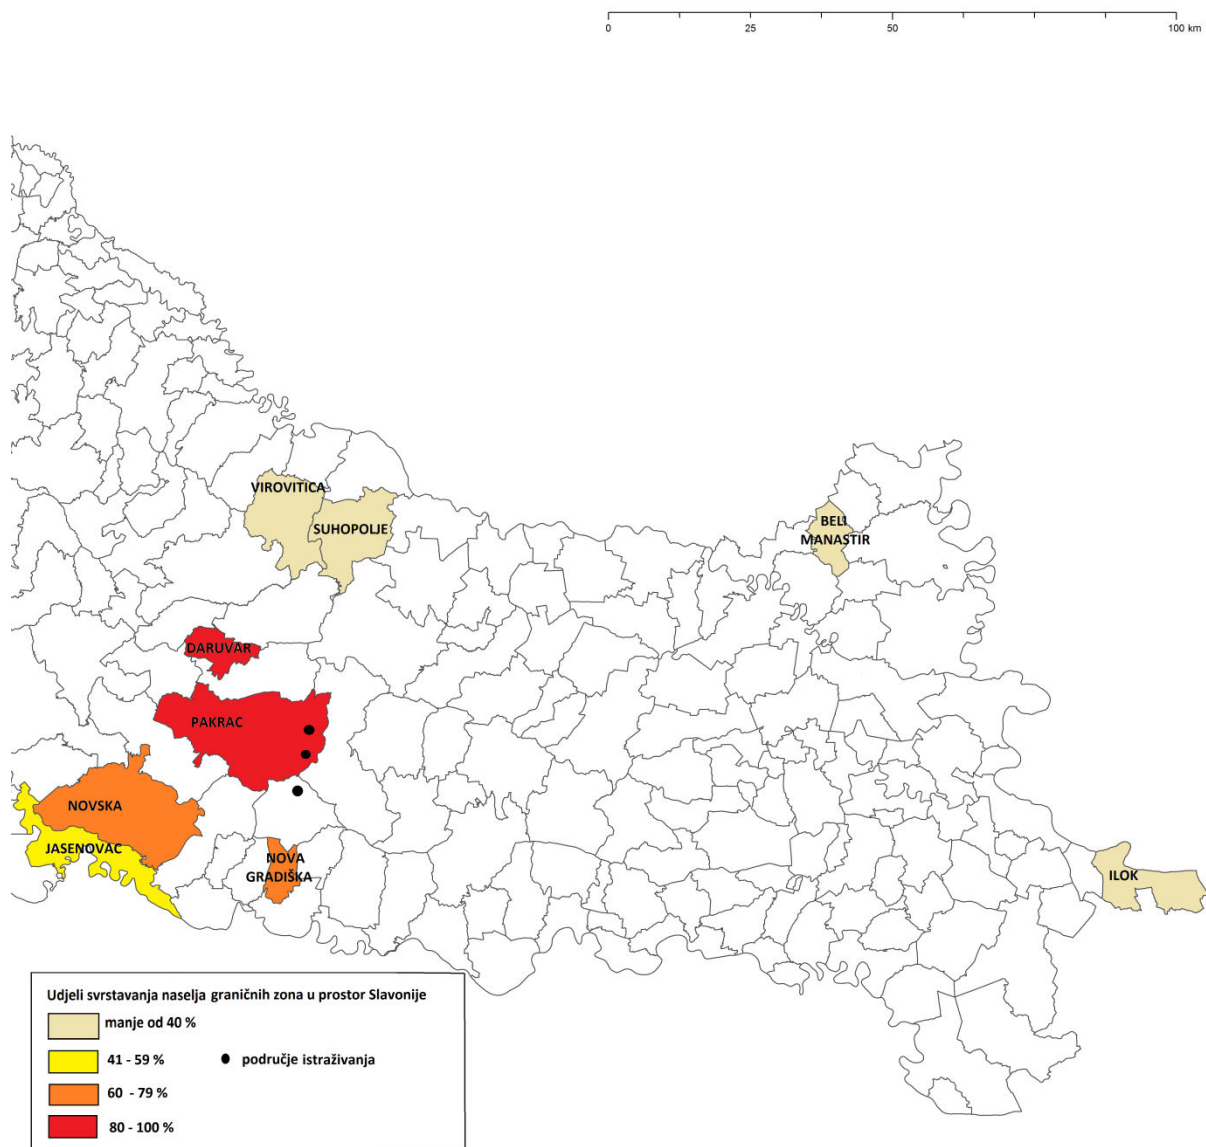 0 25 50 100 km
VIROVITICA
SUHOPOLJE
BELI
MANASTIR
DARUVAR
PAKRAC
NOVSKA
JASENOVAC
NOVA
GRADIŠKA
ILOK
Udjeli svrstavanja naselja graničnih zona u prostor Slavonije
manje od 40 %
41 - 59 %
područje istraživanja
60 - 79 %
80 - 100 %